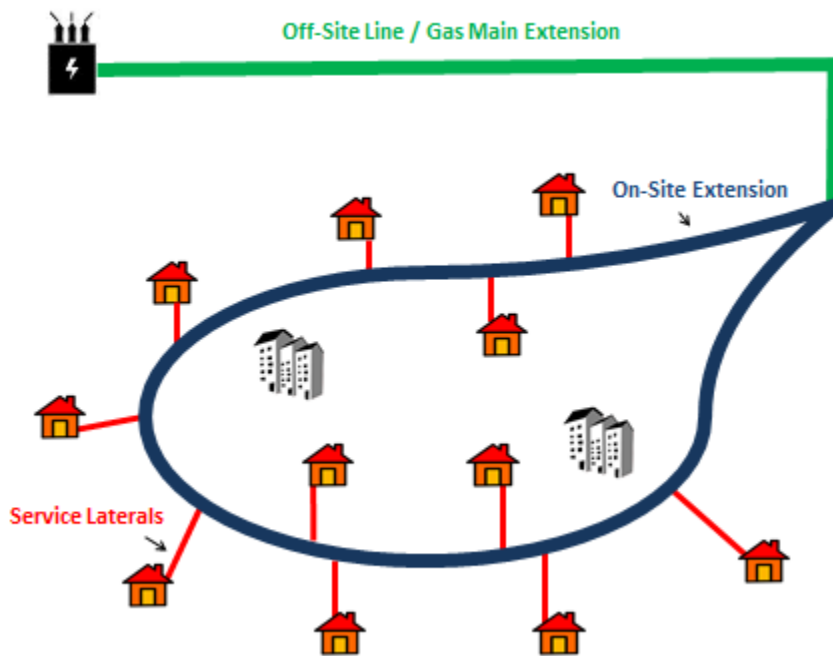 Off-Site Line / Gas Main Extension
On-Site Extension
Service Laterals